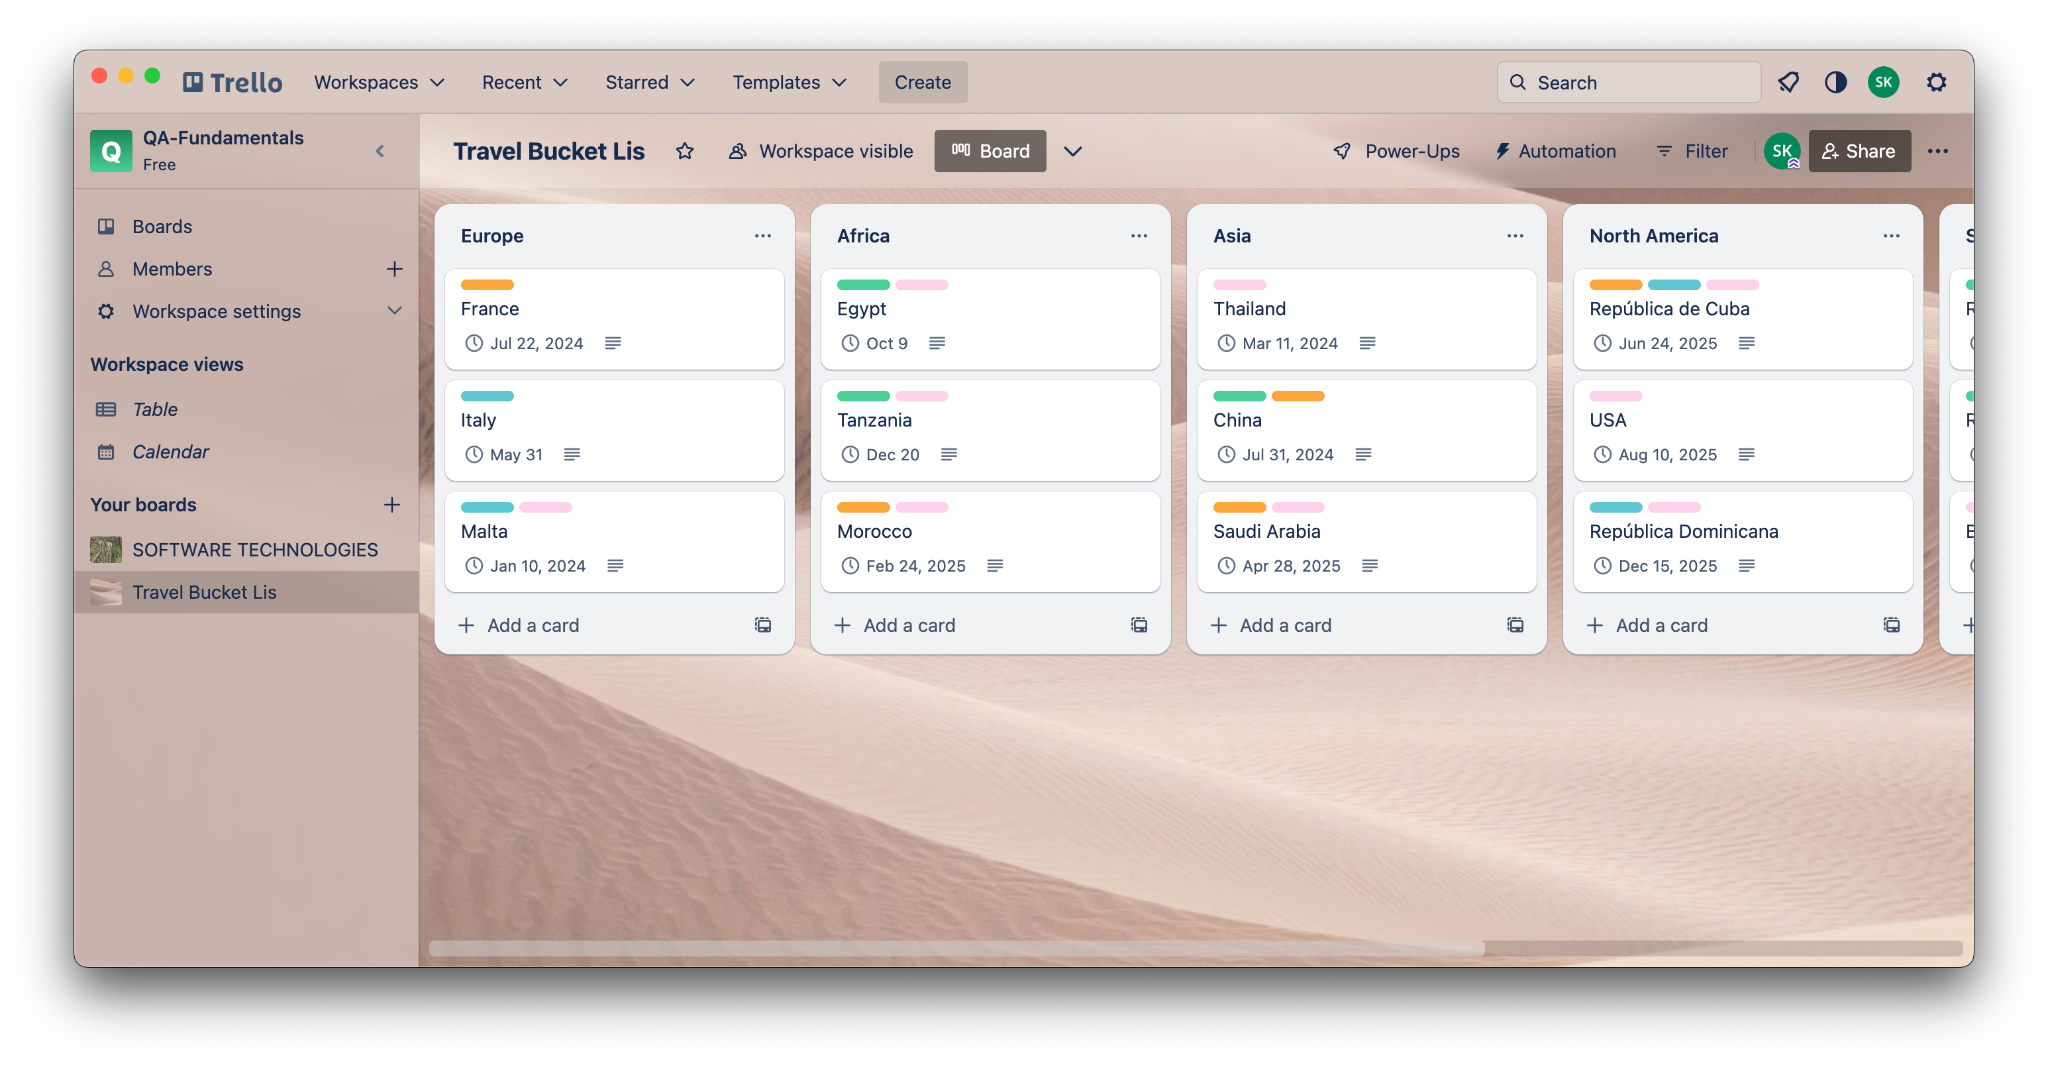 Trello Workspaces Recent Starred Templates Create Search SK
Q QA-Fundamentals
Free
Travel Bucket Lis Workspace visible Board Power-Ups Automation Filter SK Share
Boards
Members
Workspace settings
Workspace views
Table
Calendar
Your boards
SOFTWARE TECHNOLOGIES
Travel Bucket Lis
Europe
France
Jul 22, 2024
Italy
May 31
Malta
Jan 10, 2024
Add a card
Africa
Egypt
Oct 9
Tanzania
Dec 20
Morocco
Feb 24, 2025
Add a card
Asia
Thailand
Mar 11, 2024
China
Jul 31, 2024
Saudi Arabia
Apr 28, 2025
Add a card
North America
República de Cuba
Jun 24, 2025
USA
Aug 10, 2025
República Dominicana
Dec 15, 2025
Add a card